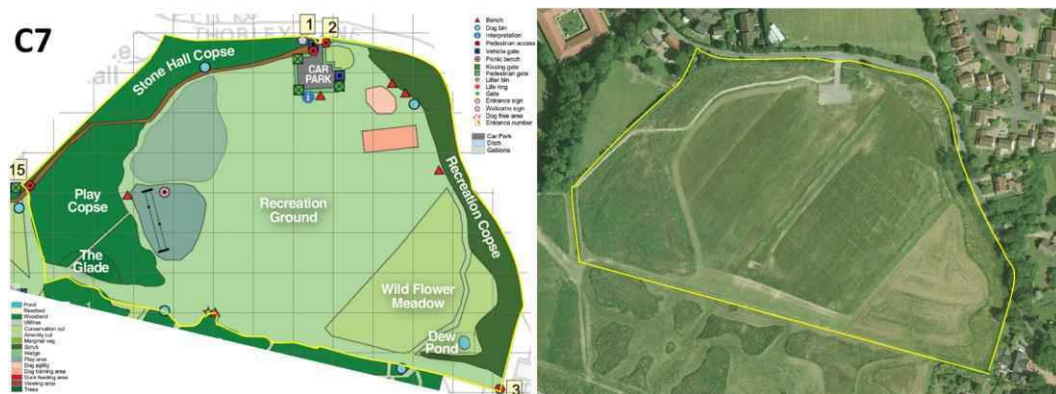 C7
THORLEY
Stone Hall Copse
1
2
CAR
PARK
15
Play
Copse
The
Glade
Recreation
Ground
Recreation Copse
Wild Flower
Meadow
Dew
Pond
3
Bench
Dog bin
Interpretation
Pedestrian access
Vehicle gate
Picnic bench
Kissing gate
Pedestrian gate
Litter bin
Life ring
Gate
Entrance sign
Welcome sign
Dog free area
Entrance number
Car Park
Ditch
Gabions
Pond
Reedbed
Woodland
Utilities
Conservation cut
Amenity cut
Marginal veg
Scrub
Hedge
Play area
Dog agility
Dog training area
Duck feeding area
Viewing area
Trees